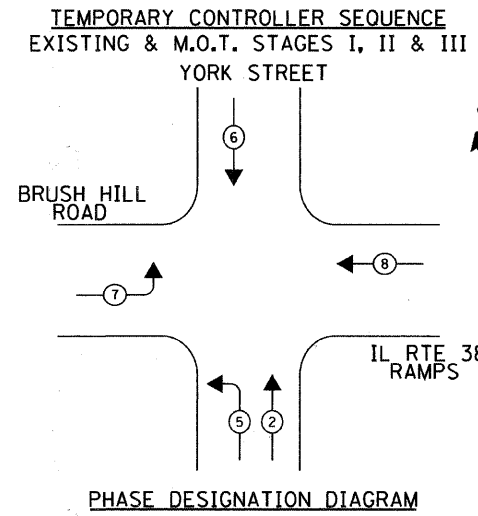 TEMPORARY CONTROLLER SEQUENCE
EXISTING & M.O.T. STAGES I, II & III
YORK STREET
6
BRUSH HILL
ROAD
8
7
IL RTE 38
RAMPS
5
2
PHASE DESIGNATION DIAGRAM